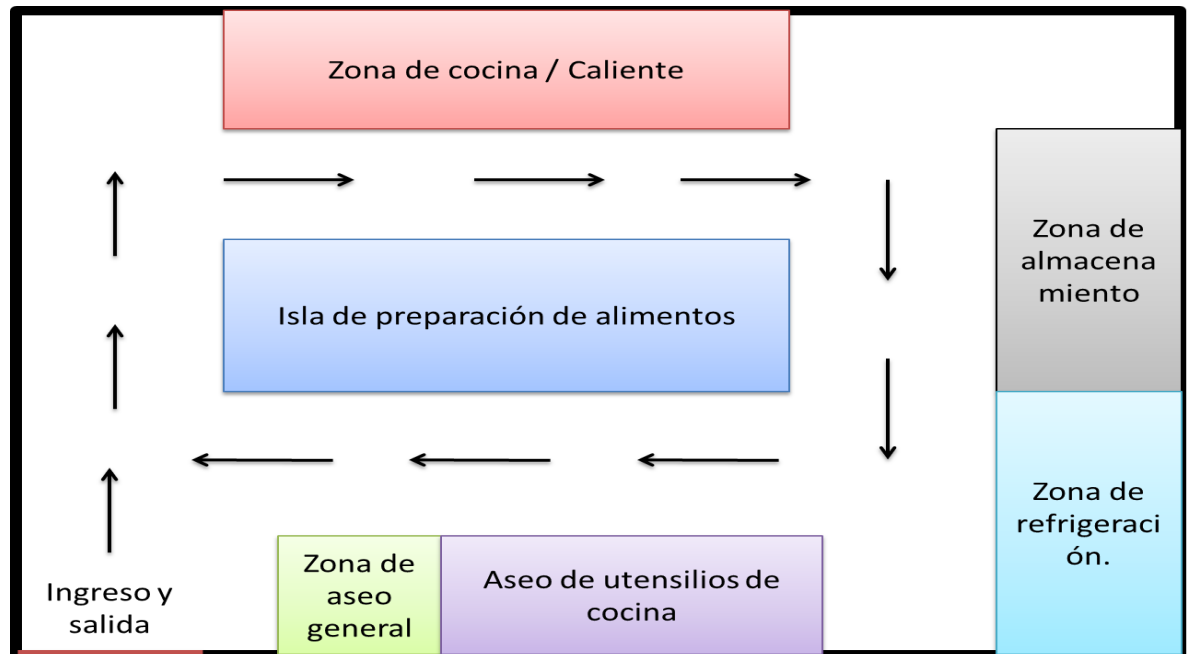 Zona de cocina / Caliente
Zona de
almacena
miento
Isla de preparación de alimentos
Zona de
refrigeraci
ón.
Zona de
aseo
general
Aseo de utensilios de
cocina
Ingreso y
salida